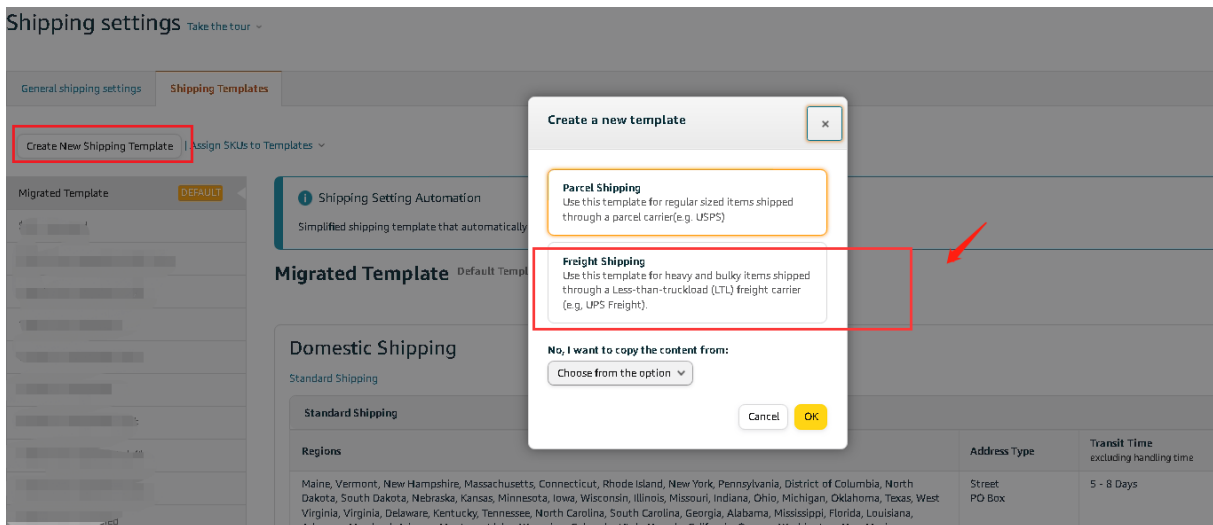 Shipping settings Take the tour
General shipping settings
Shipping Templates
Create New Shipping Template
| Assign SKUs to Templates
Migrated Template
DEFAULT
Shipping Setting Automation
Simplified shipping template that automatically
Migrated Template Default Templ
Create a new template
×
Parcel Shipping
Use this template for regular sized items shipped
through a parcel carrier(e.g. USPS)
Freight Shipping
Use this template for heavy and bulky items shipped
through a Less-than-truckload (LTL) freight carrier
(e.g, UPS Freight).
No, I want to copy the content from:
Choose from the option
Cancel
OK
Domestic Shipping
Standard Shipping
Standard Shipping
Regions
Address Type
Transit Time
excluding handling time
Maine, Vermont, New Hampshire, Massachusetts, Connecticut, Rhode Island, New York, Pennsylvania, District of Columbia, North
Dakota, South Dakota, Nebraska, Kansas, Minnesota, Iowa, Wisconsin, Illinois, Missouri, Indiana, Ohio, Michigan, Oklahoma, Texas, West
Virginia, Virginia, Delaware, Kentucky, Tennessee, North Carolina, South Carolina, Georgia, Alabama, Mississippi, Florida, Louisiana,
Street
PO Box
5 - 8 Days